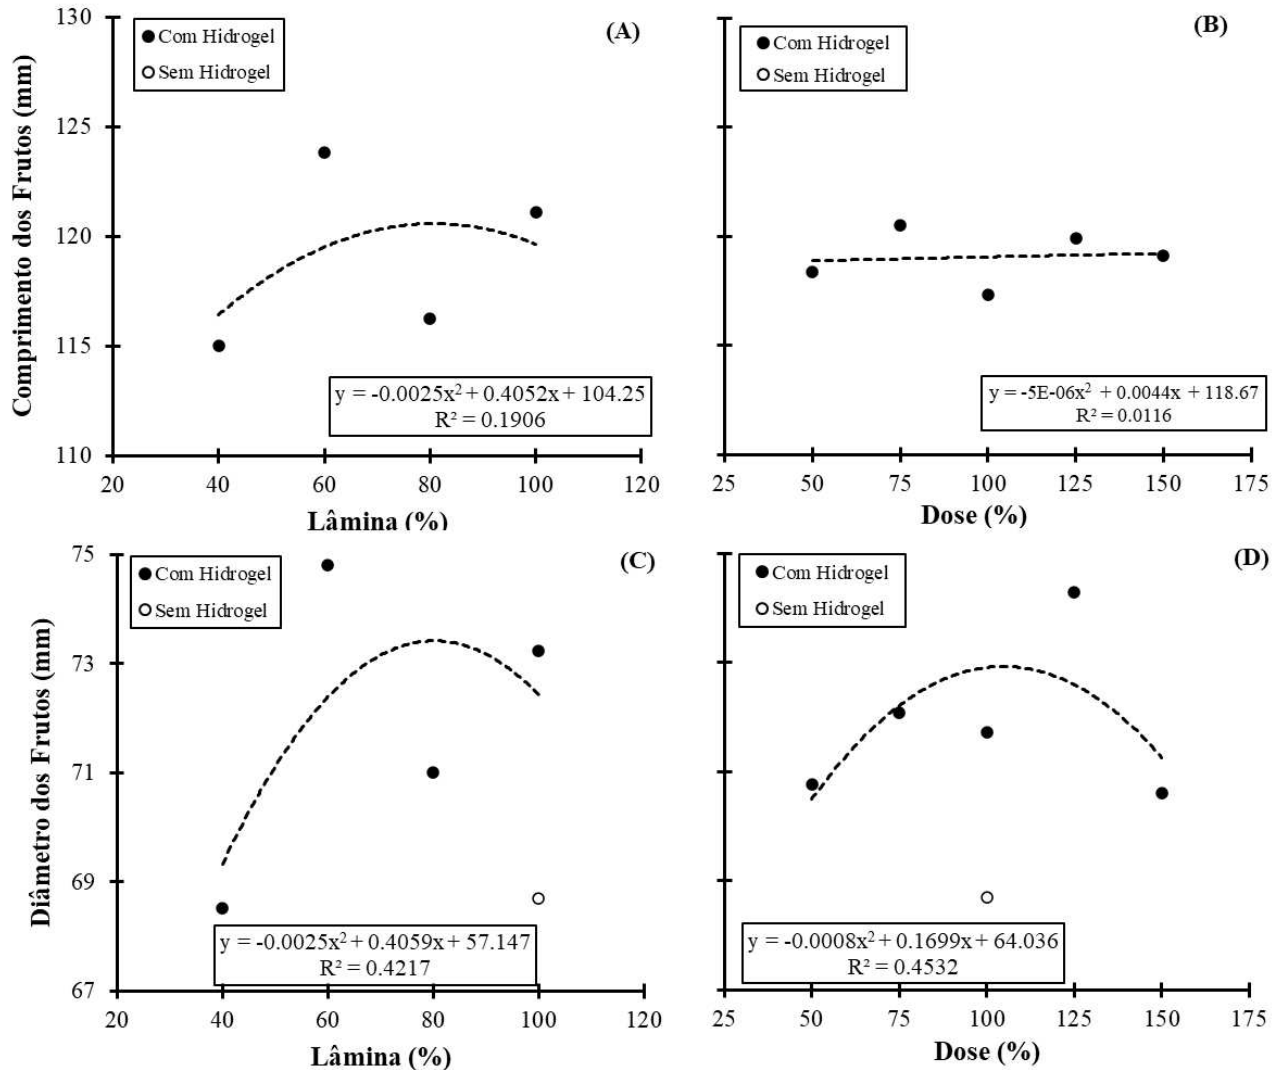 Comprimento dos Frutos (mm)
130
125
120
115
110
Com Hidrogel
Sem Hidrogel
(A)
y = -0.0025x² + 0.4052x + 104.25
R² = 0.1906
20 40 60 80 100 120
Lâmina (%)
Com Hidrogel
Sem Hidrogel
(B)
y = -5E-06x² + 0.0044x + 118.67
R² = 0.0116
25 50 75 100 125 150 175
Dose (%)
Diâmetro dos Frutos (mm)
75
73
71
69
67
Com Hidrogel
Sem Hidrogel
(C)
y = -0.0025x² + 0.4059x + 57.147
R² = 0.4217
20 40 60 80 100 120
Lâmina (%)
Com Hidrogel
Sem Hidrogel
(D)
y = -0.0008x² + 0.1699x + 64.036
R² = 0.4532
25 50 75 100 125 150 175
Dose (%)